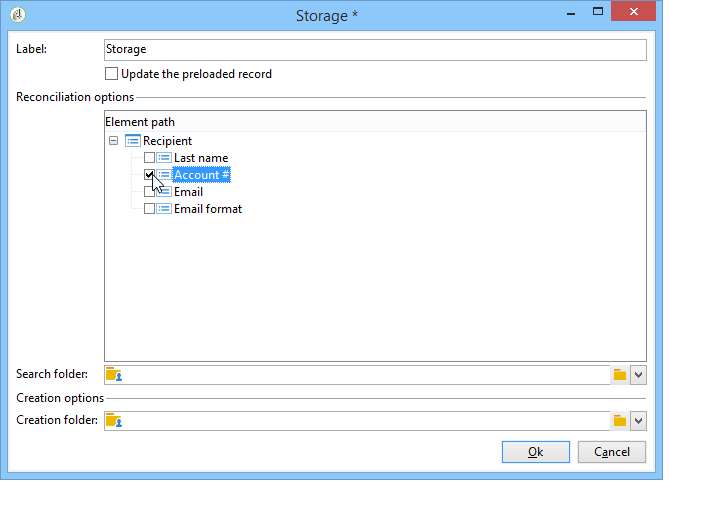 Storage *
Label:
Storage
Update the preloaded record
Reconciliation options
Element path
Recipient
Last name
Account #
Email
Email format
Search folder:
Creation options
Creation folder:
Ok
Cancel